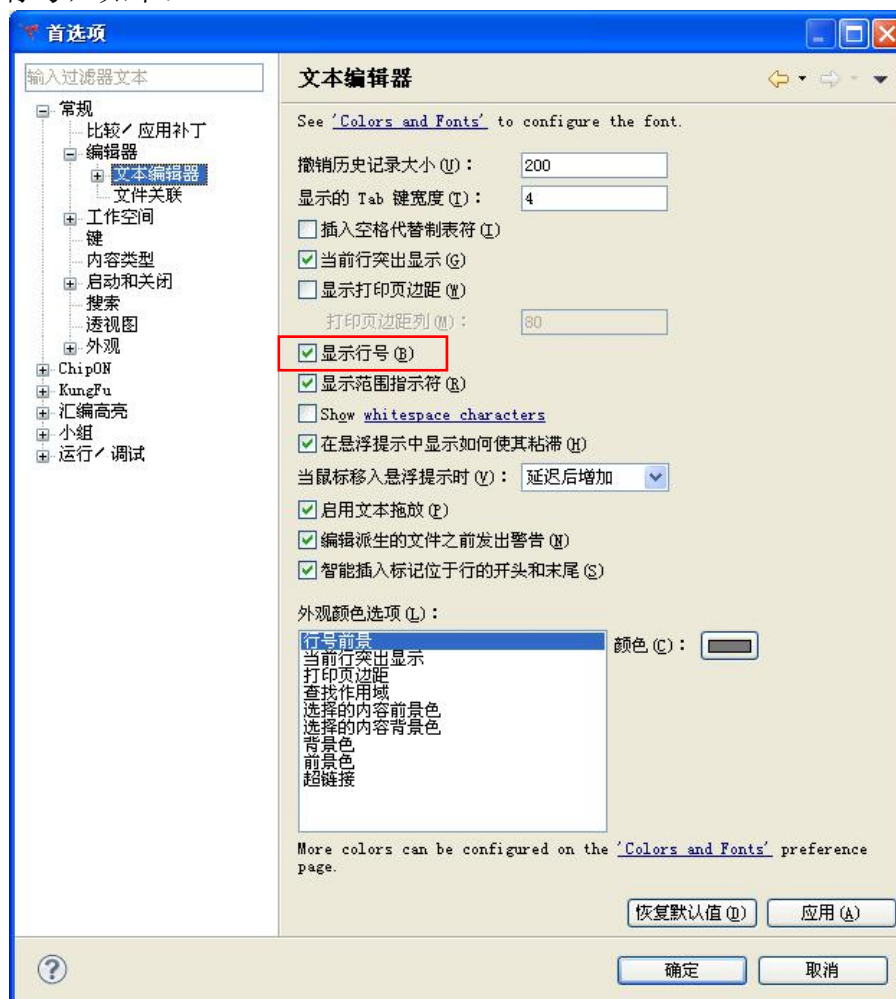 首选项
输入过滤器文本
常规
比较/应用补丁
编辑器
文本编辑器
文件关联
工作空间
键
内容类型
启动和关闭
搜索
透视图
外观
ChipON
KungFu
汇编高亮
小组
运行/调试
文本编辑器
See 'Colors and Fonts' to configure the font.
撤销历史记录大小(U)： 200
显示的 Tab 键宽度(T)： 4
插入空格代替制表符(I)
当前行突出显示(G)
显示打印页边距(W)
打印页边距列(M)： 80
显示行号(B)
显示范围指示符(R)
Show whitespace characters
在悬浮提示中显示如何使其粘滞(H)
当鼠标移入悬浮提示时(V)： 延迟后增加
启用文本拖放(P)
编辑派生的文件之前发出警告(N)
智能插入标记位于行的开头和末尾(S)
外观颜色选项(L)：
行号前景
当前行突出显示
打印页边距
查找作用域
选择的内容前景色
选择的内容背景色
背景色
前景色
超链接
颜色(C)：
More colors can be configured on the 'Colors and Fonts' preference
page.
恢复默认值(D) 应用(A)
确定 取消